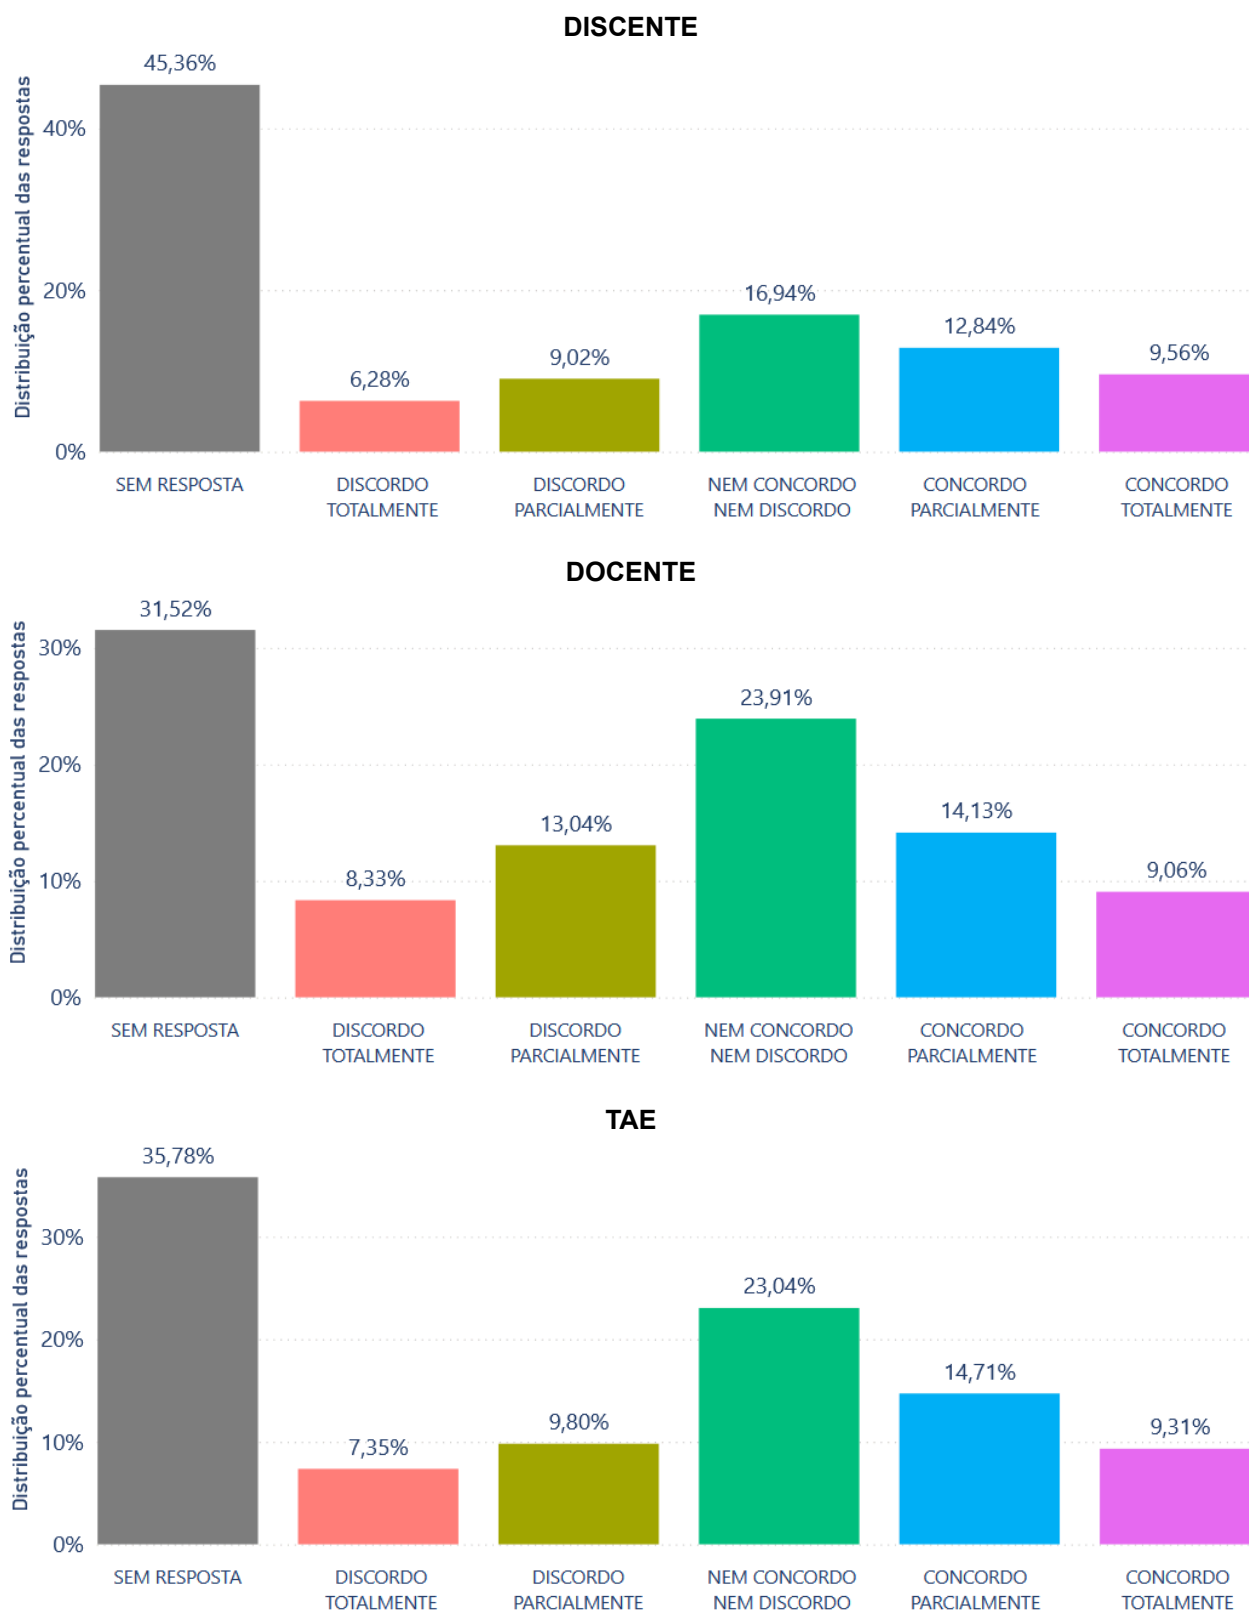 DISCENTE
Distribuição percentual das respostas
45,36%
40%
20%
16,94%
12,84%
9,56%
9,02%
6,28%
0%
SEM RESPOSTA
DISCORDO
TOTALMENTE
DISCORDO
PARCIALMENTE
NEM CONCORDO
NEM DISCORDO
CONCORDO
PARCIALMENTE
CONCORDO
TOTALMENTE
DOCENTE
Distribuição percentual das respostas
31,52%
30%
23,91%
20%
14,13%
13,04%
9,06%
8,33%
10%
0%
SEM RESPOSTA
DISCORDO
TOTALMENTE
DISCORDO
PARCIALMENTE
NEM CONCORDO
NEM DISCORDO
CONCORDO
PARCIALMENTE
CONCORDO
TOTALMENTE
TAE
Distribuição percentual das respostas
35,78%
30%
23,04%
20%
14,71%
9,80%
9,31%
7,35%
10%
0%
SEM RESPOSTA
DISCORDO
TOTALMENTE
DISCORDO
PARCIALMENTE
NEM CONCORDO
NEM DISCORDO
CONCORDO
PARCIALMENTE
CONCORDO
TOTALMENTE